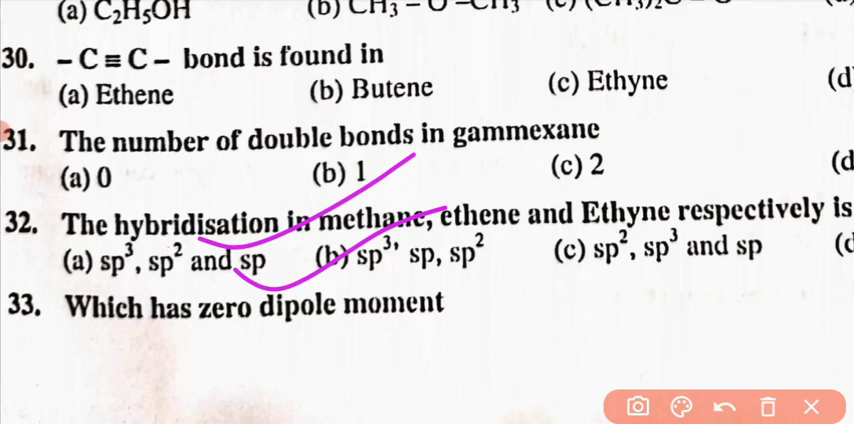 (a) C₂H₅OH (b) CH₃ – O – CH₃ (c)
30. – C ≡ C – bond is found in
(a) Ethene (b) Butene (c) Ethyne (d
31. The number of double bonds in gammexane
(a) 0 (b) 1 (c) 2 (d
32. The hybridisation in methane, ethene and Ethyne respectively is
(a) sp³, sp² and sp (b) sp³, sp, sp² (c) sp², sp³ and sp (d
33. Which has zero dipole moment